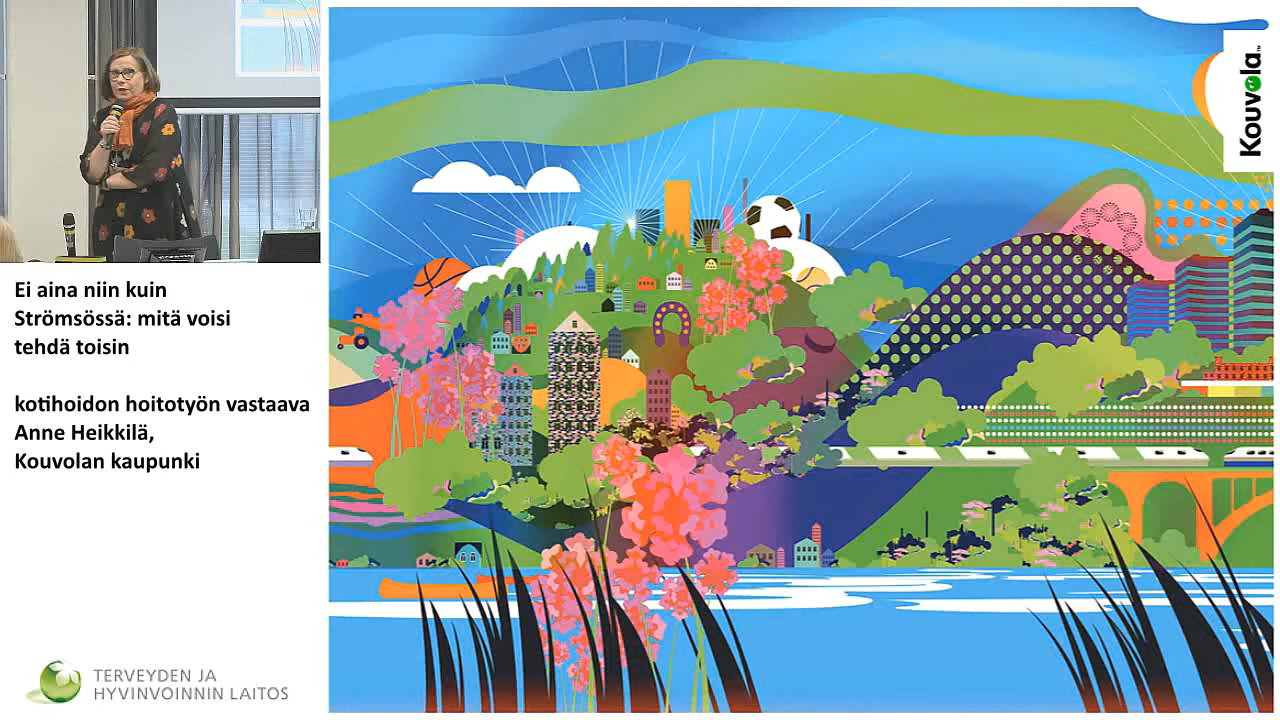 Ei aina niin kuin
Strömsössä: mitä voisi
tehdä toisin
kotihoidon hoitotyön vastaava
Anne Heikkilä,
Kouvolan kaupunki
TERVEYDEN JA
HYVINVOINNIN LAITOS
Kouvola™